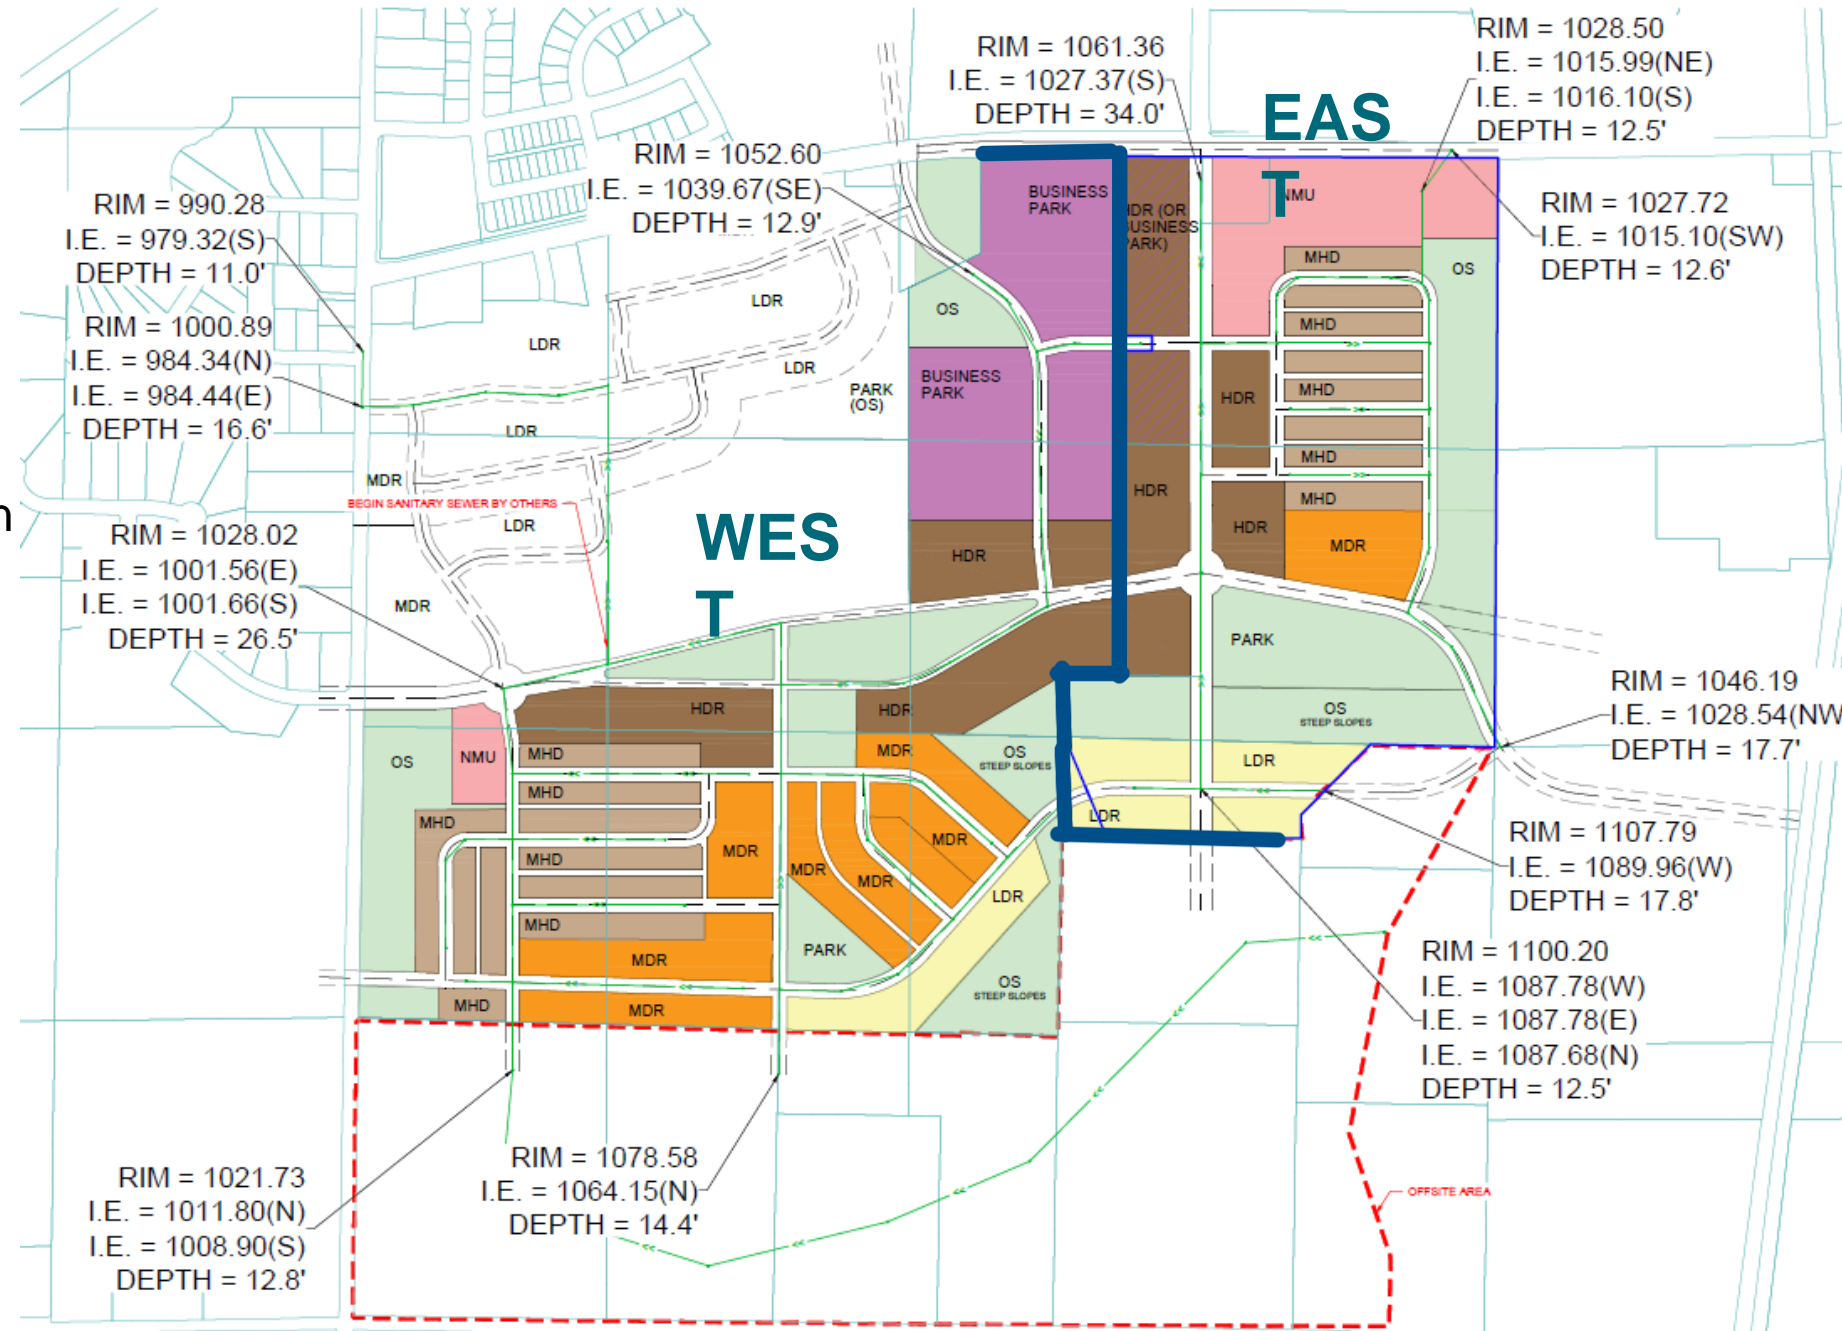 RIM = 1028.50
I.E. = 1015.99(NE)
I.E. = 1016.10(S)
DEPTH = 12.5'
RIM = 1061.36
I.E. = 1027.37(S)
DEPTH = 34.0'
EAS
T
RIM = 1052.60
I.E. = 1039.67(SE)
DEPTH = 12.9'
RIM = 990.28
I.E. = 979.32(S)
DEPTH = 11.0'
RIM = 1027.72
I.E. = 1015.10(SW)
DEPTH = 12.6'
RIM = 1000.89
I.E. = 984.34(N)
I.E. = 984.44(E)
DEPTH = 16.6'
BUSINESS
PARK
HDR (OR
BUSINESS
PARK)
NMU
MHD
OS
LDR
OS
MHD
LDR
LDR
PARK
(OS)
BUSINESS
PARK
HDR
MHD
LDR
MHD
MDR
HDR
MHD
BEGIN SANITARY SEWER BY OTHERS
LDR
n
WES
T
HDR
HDR
MDR
RIM = 1028.02
I.E. = 1001.56(E)
I.E. = 1001.66(S)
DEPTH = 26.5'
MDR
PARK
RIM = 1046.19
I.E. = 1028.54(NW
DEPTH = 17.7'
HDR
HDR
OS
STEEP SLOPES
OS
NMU
MHD
MDR
OS
STEEP SLOPES
LDR
MHD
MHD
LDR
MHD
MDR
MDR
MDR
MDR
LDR
MHD
PARK
MDR
OS
STEEP SLOPES
MHD
MDR
RIM = 1107.79
I.E. = 1089.96(W)
DEPTH = 17.8'
RIM = 1100.20
I.E. = 1087.78(W)
I.E. = 1087.78(E)
I.E. = 1087.68(N)
DEPTH = 12.5'
RIM = 1021.73
I.E. = 1011.80(N)
I.E. = 1008.90(S)
DEPTH = 12.8'
RIM = 1078.58
I.E. = 1064.15(N)
DEPTH = 14.4'
OFFSITE AREA